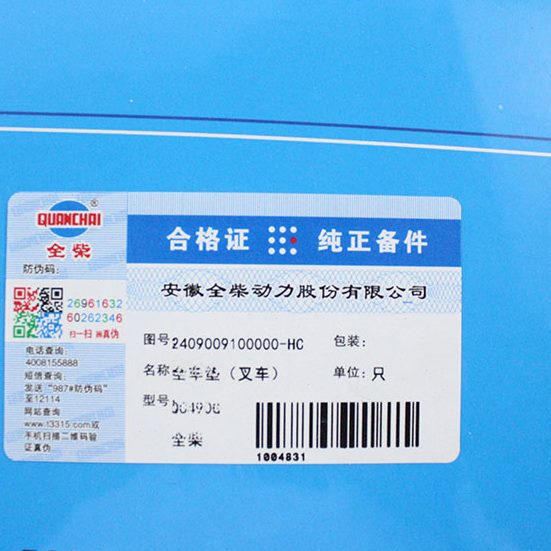 QUANCHAI ®
全柴
合格证 纯正备件
防伪码:
26961632
60262346
扫一扫 辨真伪
安徽全柴动力股份有限公司
电话查询:
4008155888
短信查询:
发送"987#防伪码"
至12114
网站查询
www.t3315.com或
手机扫描二维码验
证真伪
图号: 2409009100000-HC 包装:
名称: 全车垫（叉车） 单位: 只
型号:
全柴
1004831